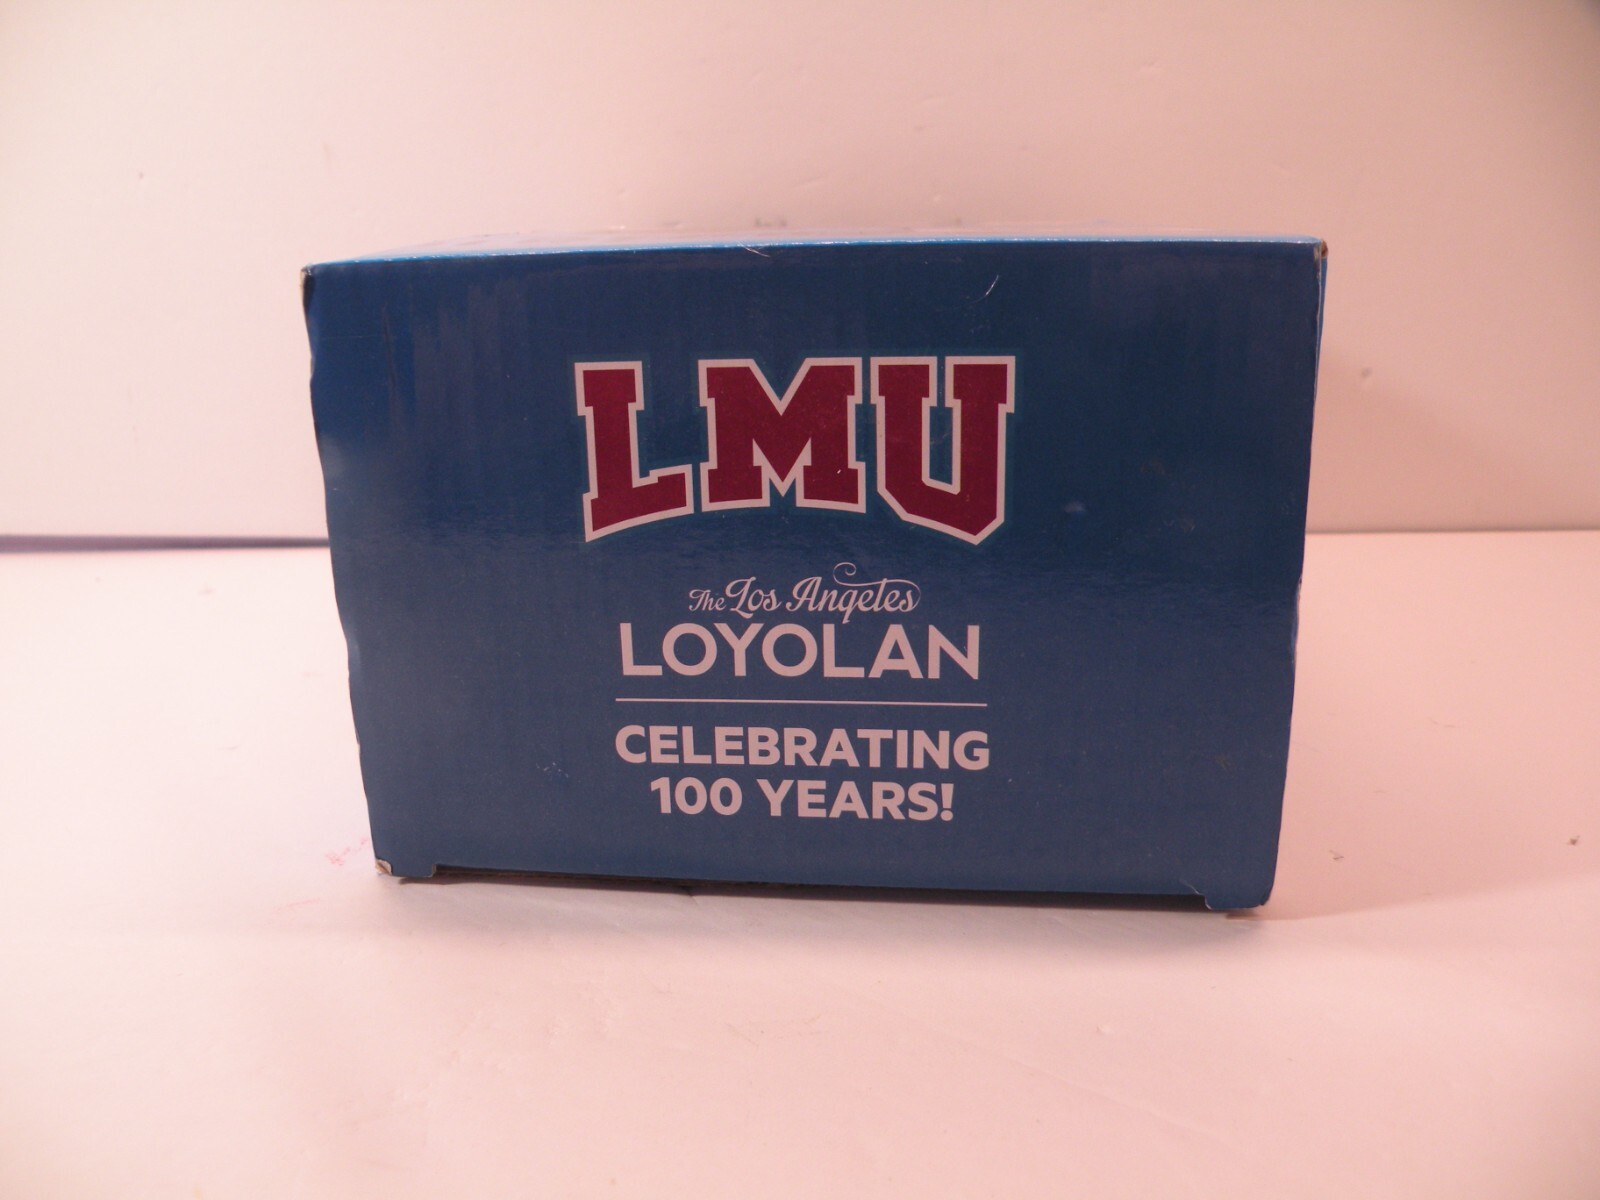 LMU
The Los Angeles
LOYOLAN
CELEBRATING
100 YEARS!